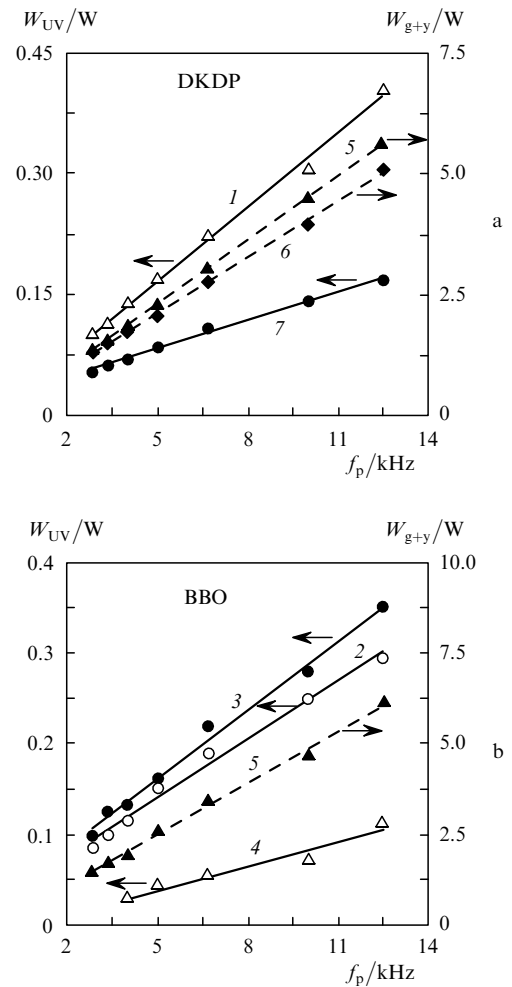 W_UV/W W_g+y/W
0.45 7.5
DKDP
5
0.30 1 5.0
6
a
0.15 2.5
7
0 0
2 5 8 11 14
f_p/kHz
W_UV/W W_g+y/W
0.4 10.0
BBO
0.3 2 7.5
3
0.2 5.0
5
b
0.1 4 2.5
0 0
2 5 8 11 14
f_p/kHz